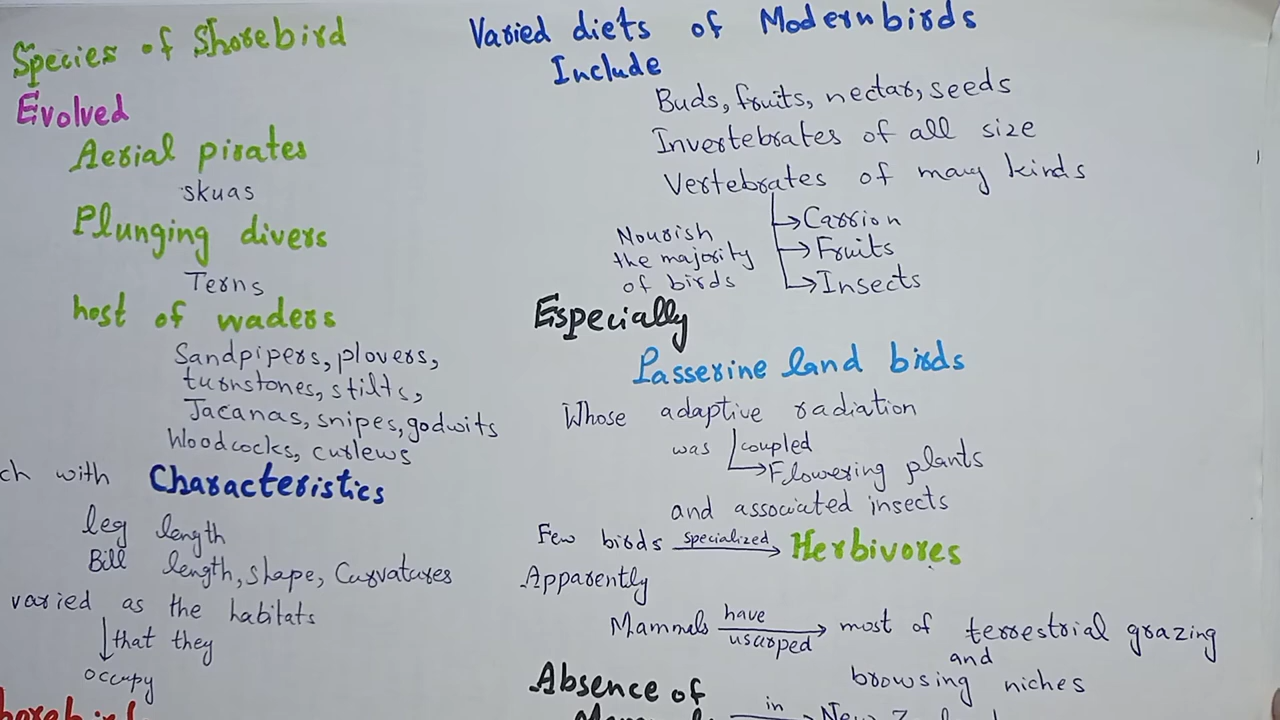 Species of Shorebird
Evolved
Aerial pirates
skuas
Plunging divers
Terns
host of waders
Sandpipers, plovers,
turnstones, stilts,
Jacanas, snipes, godwits
Woodcocks, curlews
ch with Characteristics
leg length
Bill length, shape, Curvatures
varied as the habitats
that they
occupy
Varied diets of Modern birds
Include
Buds, fruits, nectar, seeds
Invertebrates of all size
Vertebrates of many kinds
Nourish
the majority
of birds
Carrion
Fruits
Insects
Especially
Passerine land birds
Whose adaptive radiation
was coupled
Flowering plants
and associated insects
Few birds specialized Herbivores
Apparently
Mammals have usurped most of terrestrial grazing
and
browsing niches
Absence of
in